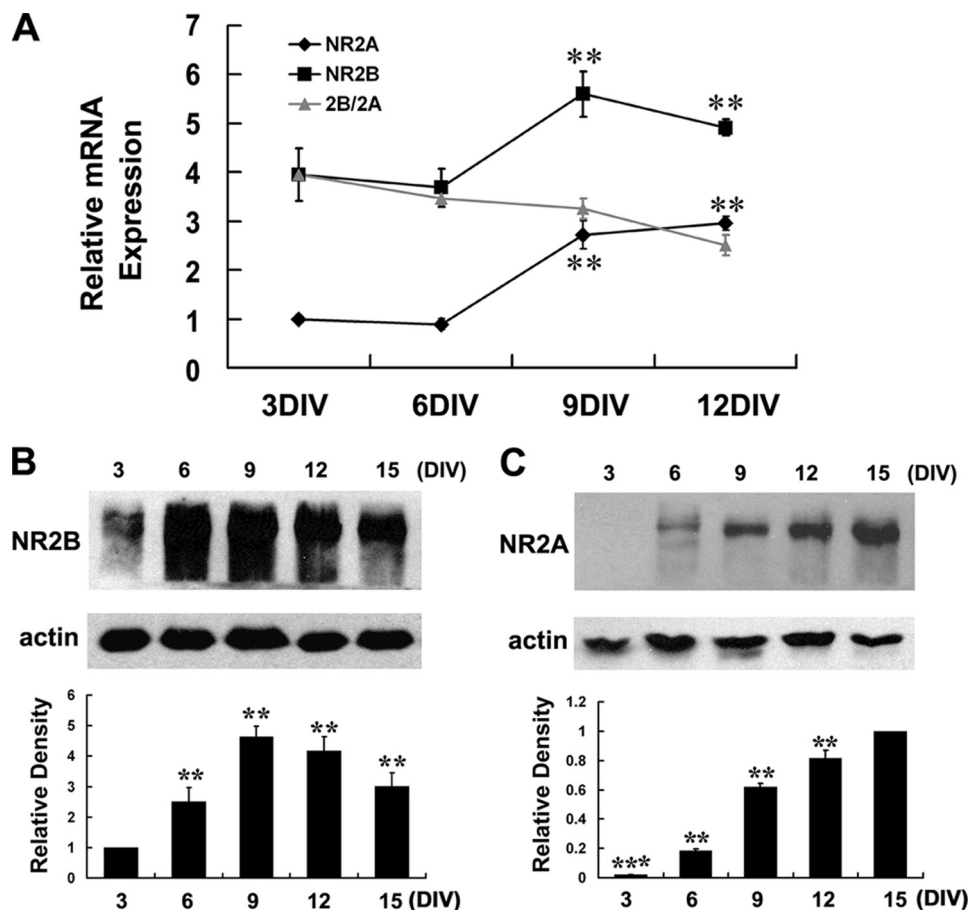 A
Relative mRNA
Expression
7
6
5
4
3
2
1
0
NR2A
NR2B
2B/2A
**
**
**
**
3DIV 6DIV 9DIV 12DIV
B
3 6 9 12 15 (DIV)
NR2B
actin
Relative Density
6
5
4
3
2
1
0
**
**
**
**
3 6 9 12 15 (DIV)
C
3 6 9 12 15 (DIV)
NR2A
actin
Relative Density
1.2
1
0.8
0.6
0.4
0.2
0
***
**
**
**
3 6 9 12 15 (DIV)